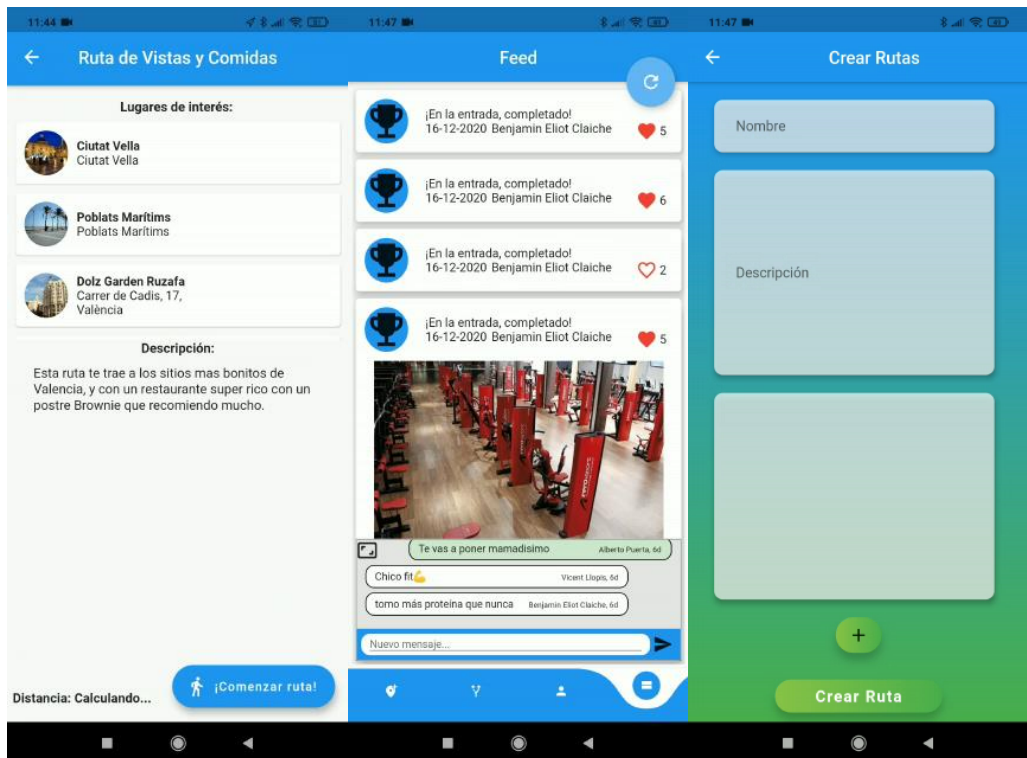 11:44
Ruta de Vistas y Comidas
Lugares de interés:
Ciutat Vella
Ciutat Vella
Poblats Marítims
Poblats Marítims
Dolz Garden Ruzafa
Carrer de Cadis, 17,
València
Descripción:
Esta ruta te trae a los sitios mas bonitos de
Valencia, y con un restaurante super rico con un
postre Brownie que recomiendo mucho.
Distancia: Calculando...
¡Comenzar ruta!
11:47
Feed
¡En la entrada, completado!
16-12-2020 Benjamin Eliot Claiche
5
¡En la entrada, completado!
16-12-2020 Benjamin Eliot Claiche
6
¡En la entrada, completado!
16-12-2020 Benjamin Eliot Claiche
2
¡En la entrada, completado!
16-12-2020 Benjamin Eliot Claiche
5
Te vas a poner mamadisimo Alberto Puerta, 6d
Chico fit💪 Vicent Llopis, 6d
tomo más proteina que nunca Benjamin Eliot Claiche, 6d
Nuevo mensaje...
11:47
Crear Rutas
Nombre
Descripción
+
Crear Ruta